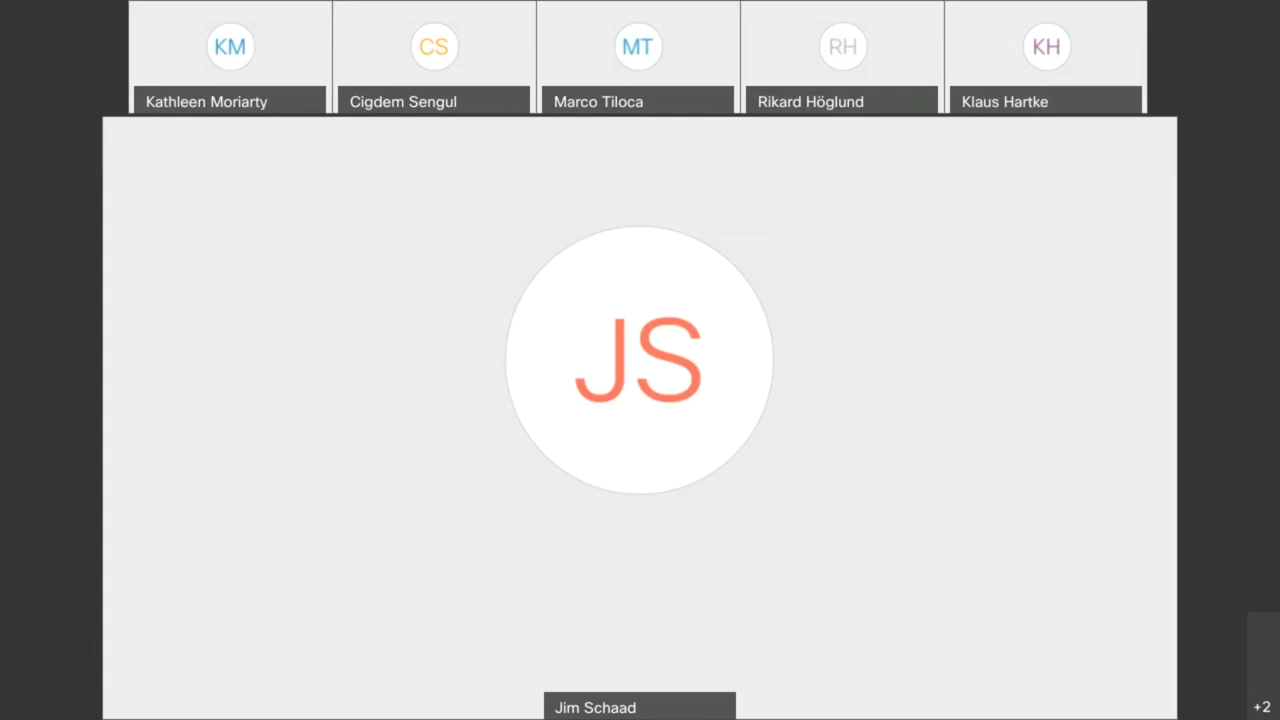 KM CS MT RH KH
Kathleen Moriarty Cigdem Sengul Marco Tiloca Rikard Höglund Klaus Hartke
JS
Jim Schaad
+2